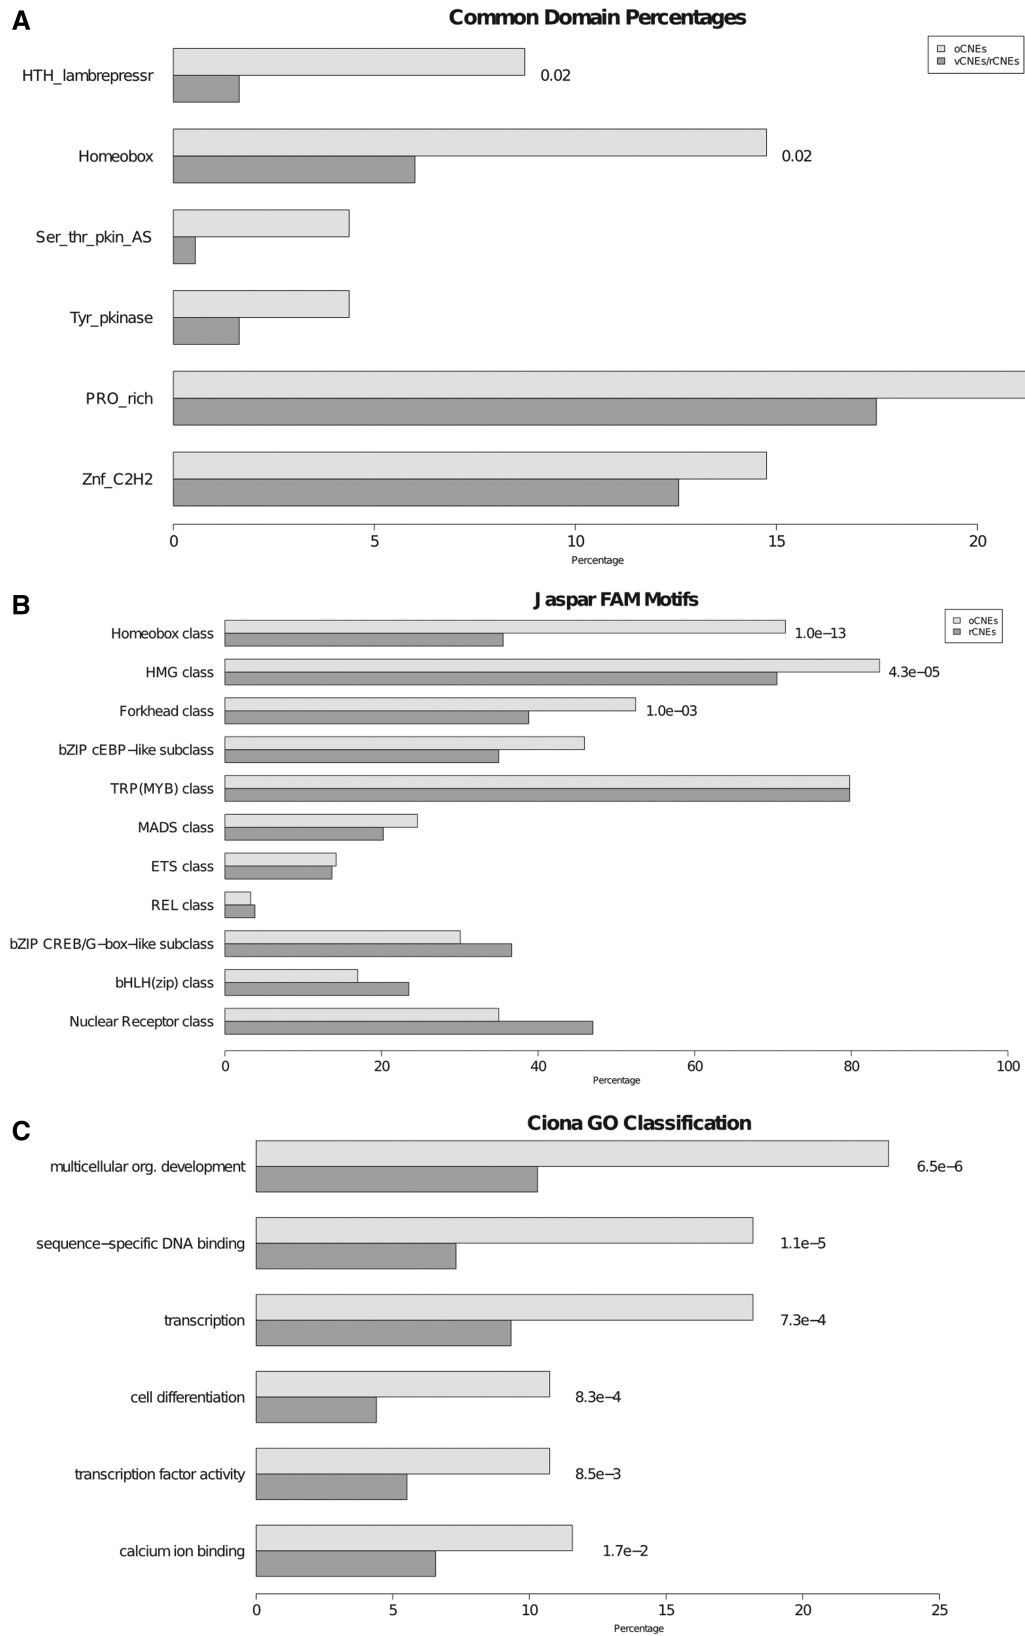 A
Common Domain Percentages
oCNEs
vCNEs/rCNEs
HTH_lambrepressr
0.02
Homeobox
0.02
Ser_thr_pkin_AS
Tyr_pkinase
PRO_rich
Znf_C2H2
0 5 10 15 20
Percentage
B
Jaspar FAM Motifs
oCNEs
rCNEs
Homeobox class
1.0e−13
HMG class
4.3e−05
Forkhead class
1.0e−03
bZIP cEBP−like subclass
TRP(MYB) class
MADS class
ETS class
REL class
bZIP CREB/G−box−like subclass
bHLH(zip) class
Nuclear Receptor class
0 20 40 60 80 100
Percentage
C
Ciona GO Classification
multicellular org. development
6.5e−6
sequence−specific DNA binding
1.1e−5
transcription
7.3e−4
cell differentiation
8.3e−4
transcription factor activity
8.5e−3
calcium ion binding
1.7e−2
0 5 10 15 20 25
Percentage